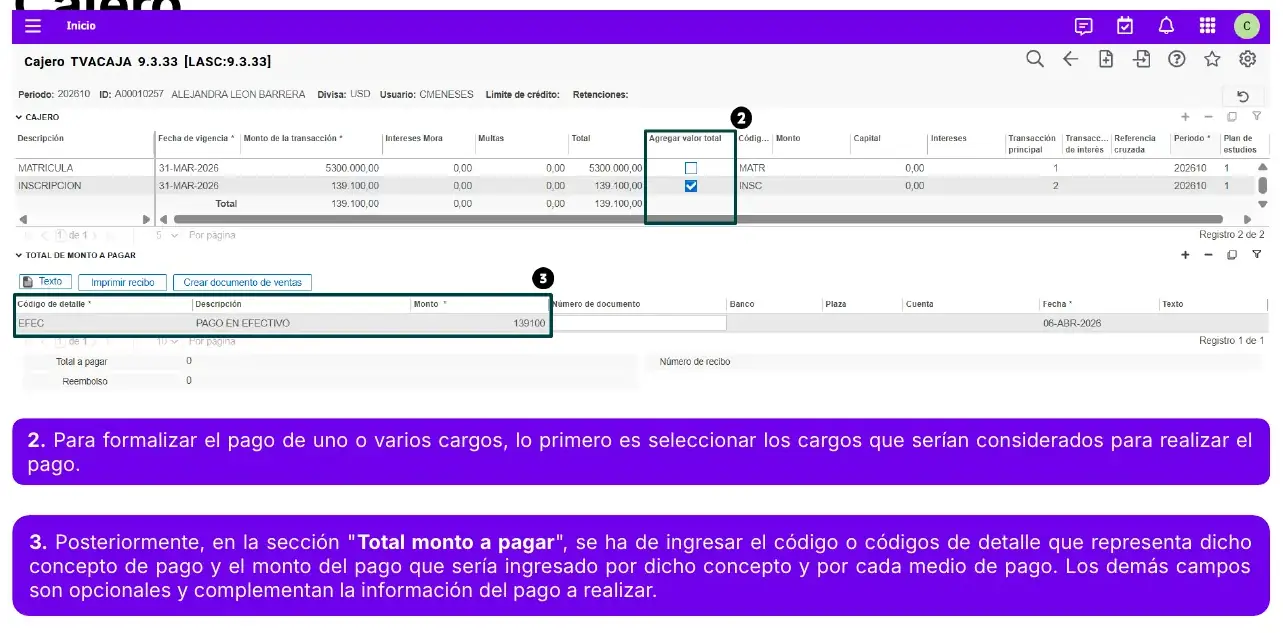 Cajero
Inicio
C
Cajero TVACAJA 9.3.33 [LASC:9.3.33]
Periodo: 202610 ID: A00010257 ALEJANDRA LEON BARRERA Divisa: USD Usuario: CMENESES Límite de crédito: Retenciones:
CAJERO
2
Descripción Fecha de vigencia * Monto de la transacción * Intereses Mora Multas Total Agregar valor total Códig... Monto Capital Intereses Transacción principal Transacc... de interés Referencia cruzada Periodo * Plan de estudios
MATRICULA 31-MAR-2026 5300.000,00 0,00 0,00 5300.000,00 MATR 0,00 1 202610 1
INSCRIPCION 31-MAR-2026 139.100,00 0,00 0,00 139.100,00 INSC 0,00 2 202610 1
Total 139.100,00 0,00 0,00 139.100,00
1 de 1 5 Por página Registro 2 de 2
TOTAL DE MONTO A PAGAR
Texto Imprimir recibo Crear documento de ventas
3
Código de detalle * Descripción Monto * Número de documento Banco Plaza Cuenta Fecha * Texto
EFEC PAGO EN EFECTIVO 139100 06-ABR-2026
1 de 1 10 Por página Registro 1 de 1
Total a pagar 0 Número de recibo
Reembolso 0
2. Para formalizar el pago de uno o varios cargos, lo primero es seleccionar los cargos que serían considerados para realizar el
pago.
3. Posteriormente, en la sección "Total monto a pagar", se ha de ingresar el código o códigos de detalle que representa dicho
concepto de pago y el monto del pago que sería ingresado por dicho concepto y por cada medio de pago. Los demás campos
son opcionales y complementan la información del pago a realizar.